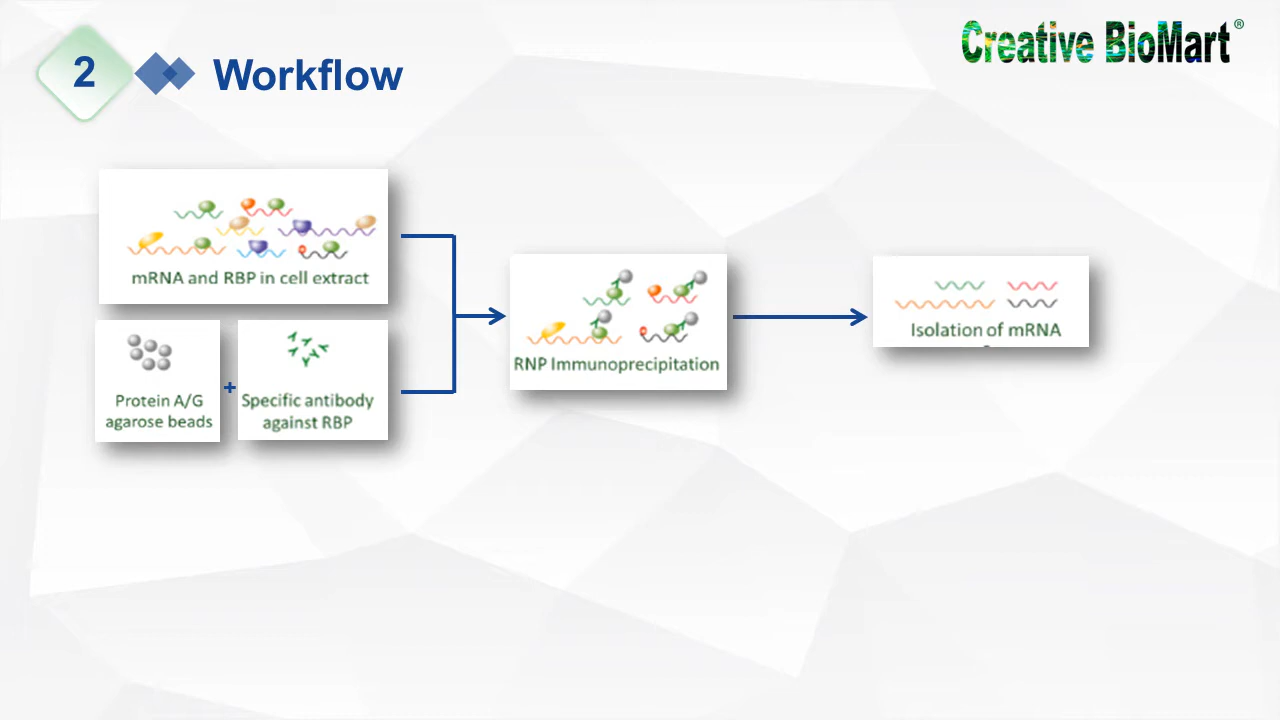 2
Workflow
Creative BioMart®
mRNA and RBP in cell extract
Protein A/G
agarose beads
+
Specific antibody
against RBP
RNP Immunoprecipitation
Isolation of mRNA